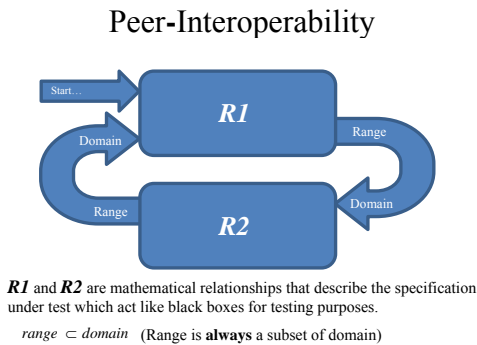 Peer-Interoperability
Start…
R1
Range
Domain
Domain
Range
R2
R1 and R2 are mathematical relationships that describe the specification
under test which act like black boxes for testing purposes.
range ⊂ domain (Range is always a subset of domain)